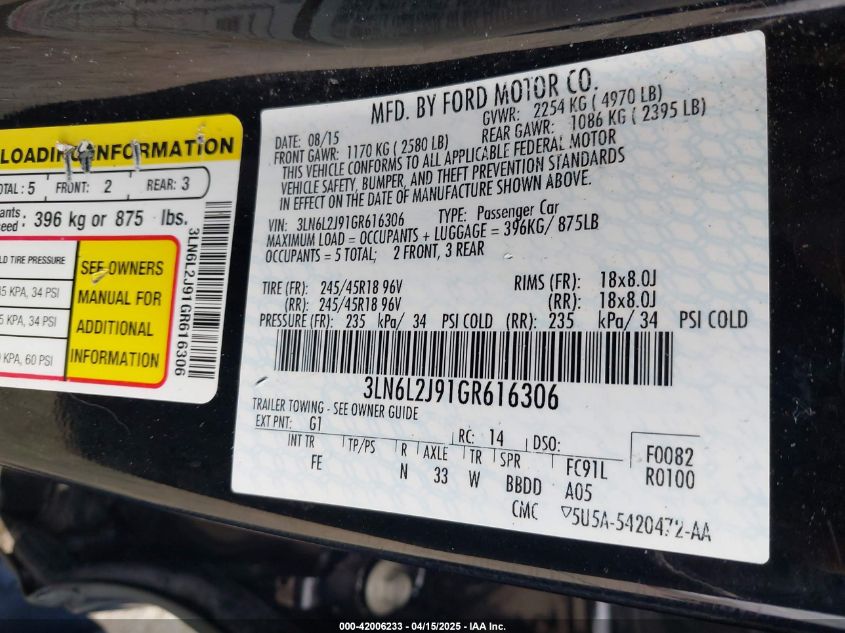 LOADING INFORMATION
TOTAL: 5 FRONT: 2 REAR: 3
396 kg or 875 lbs.
TIRE PRESSURE
KPA, 34 PSI
KPA, 34 PSI
KPA, 60 PSI
SEE OWNERS
MANUAL FOR
ADDITIONAL
INFORMATION
3LN6L2J91GR616306
MFD. BY FORD MOTOR CO.
DATE: 08/15 GVWR: 2254 KG ( 4970 LB)
FRONT GAWR: 1170 KG ( 2580 LB) REAR GAWR: 1086 KG ( 2395 LB)
THIS VEHICLE CONFORMS TO ALL APPLICABLE FEDERAL MOTOR
VEHICLE SAFETY, BUMPER, AND THEFT PREVENTION STANDARDS
IN EFFECT ON THE DATE OF MANUFACTURE SHOWN ABOVE.
VIN: 3LN6L2J91GR616306 TYPE: Passenger Car
MAXIMUM LOAD = OCCUPANTS + LUGGAGE = 396KG/ 875LB
OCCUPANTS = 5 TOTAL; 2 FRONT, 3 REAR
TIRE (FR): 245/45R18 96V RIMS (FR): 18x8.0J
(RR): 245/45R18 96V (RR): 18x8.0J
PRESSURE (FR): 235 kPa/ 34 PSI COLD (RR): 235 kPa/ 34 PSI COLD
3LN6L2J91GR616306
TRAILER TOWING - SEE OWNER GUIDE
EXT PNT: G1 RC: 14 DSO: F0082
INT TR TP/PS R AXLE TR SPR FC91L R0100
FE N 33 W BBDD A05
CMC ▽5U5A-5420472-AA
000-42006233 - 04/15/2025 - IAA Inc.